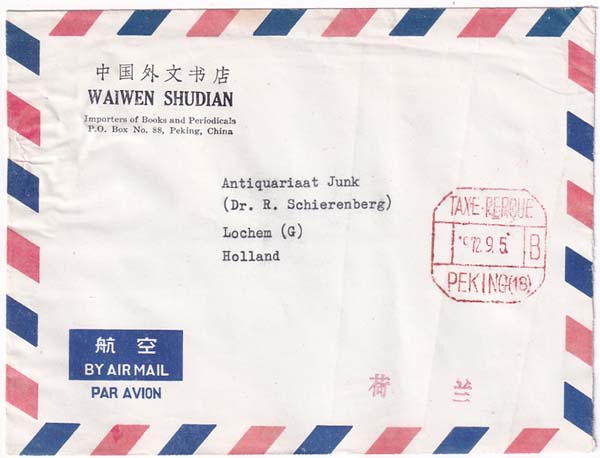 中国外文书店
WAIWEN SHUDIAN
Importers of Books and Periodicals
P.O. Box No. 88, Peking, China
Antiquariaat Junk
(Dr. R. Schierenberg)
Lochem (G)
Holland
TAXE-PERCUE
1972.9.5. B
PEKING(18)
航空
BY AIR MAIL
PAR AVION
荷兰